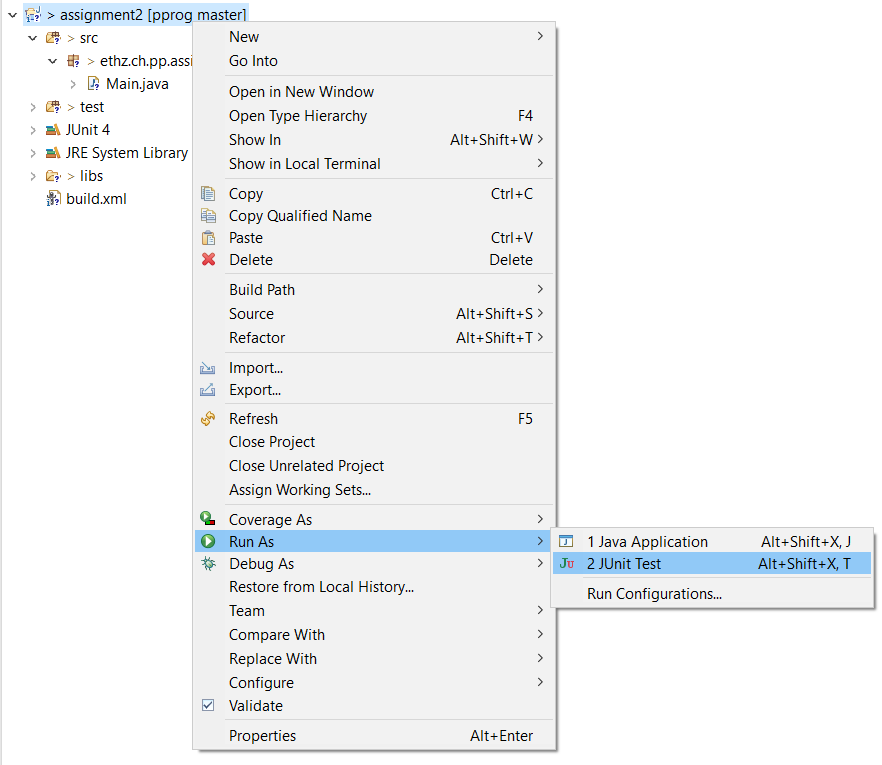 > assignment2 [pprog master]
> src
> ethz.ch.pp.assi
Main.java
> test
JUnit 4
JRE System Library
> libs
build.xml
New
Go Into
Open in New Window
Open Type Hierarchy F4
Show In Alt+Shift+W
Show in Local Terminal
Copy Ctrl+C
Copy Qualified Name
Paste Ctrl+V
Delete Delete
Build Path
Source Alt+Shift+S
Refactor Alt+Shift+T
Import...
Export...
Refresh F5
Close Project
Close Unrelated Project
Assign Working Sets...
Coverage As
Run As
Debug As
Restore from Local History...
Team
Compare With
Replace With
Configure
Validate
Properties Alt+Enter
1 Java Application Alt+Shift+X, J
2 JUnit Test Alt+Shift+X, T
Run Configurations...